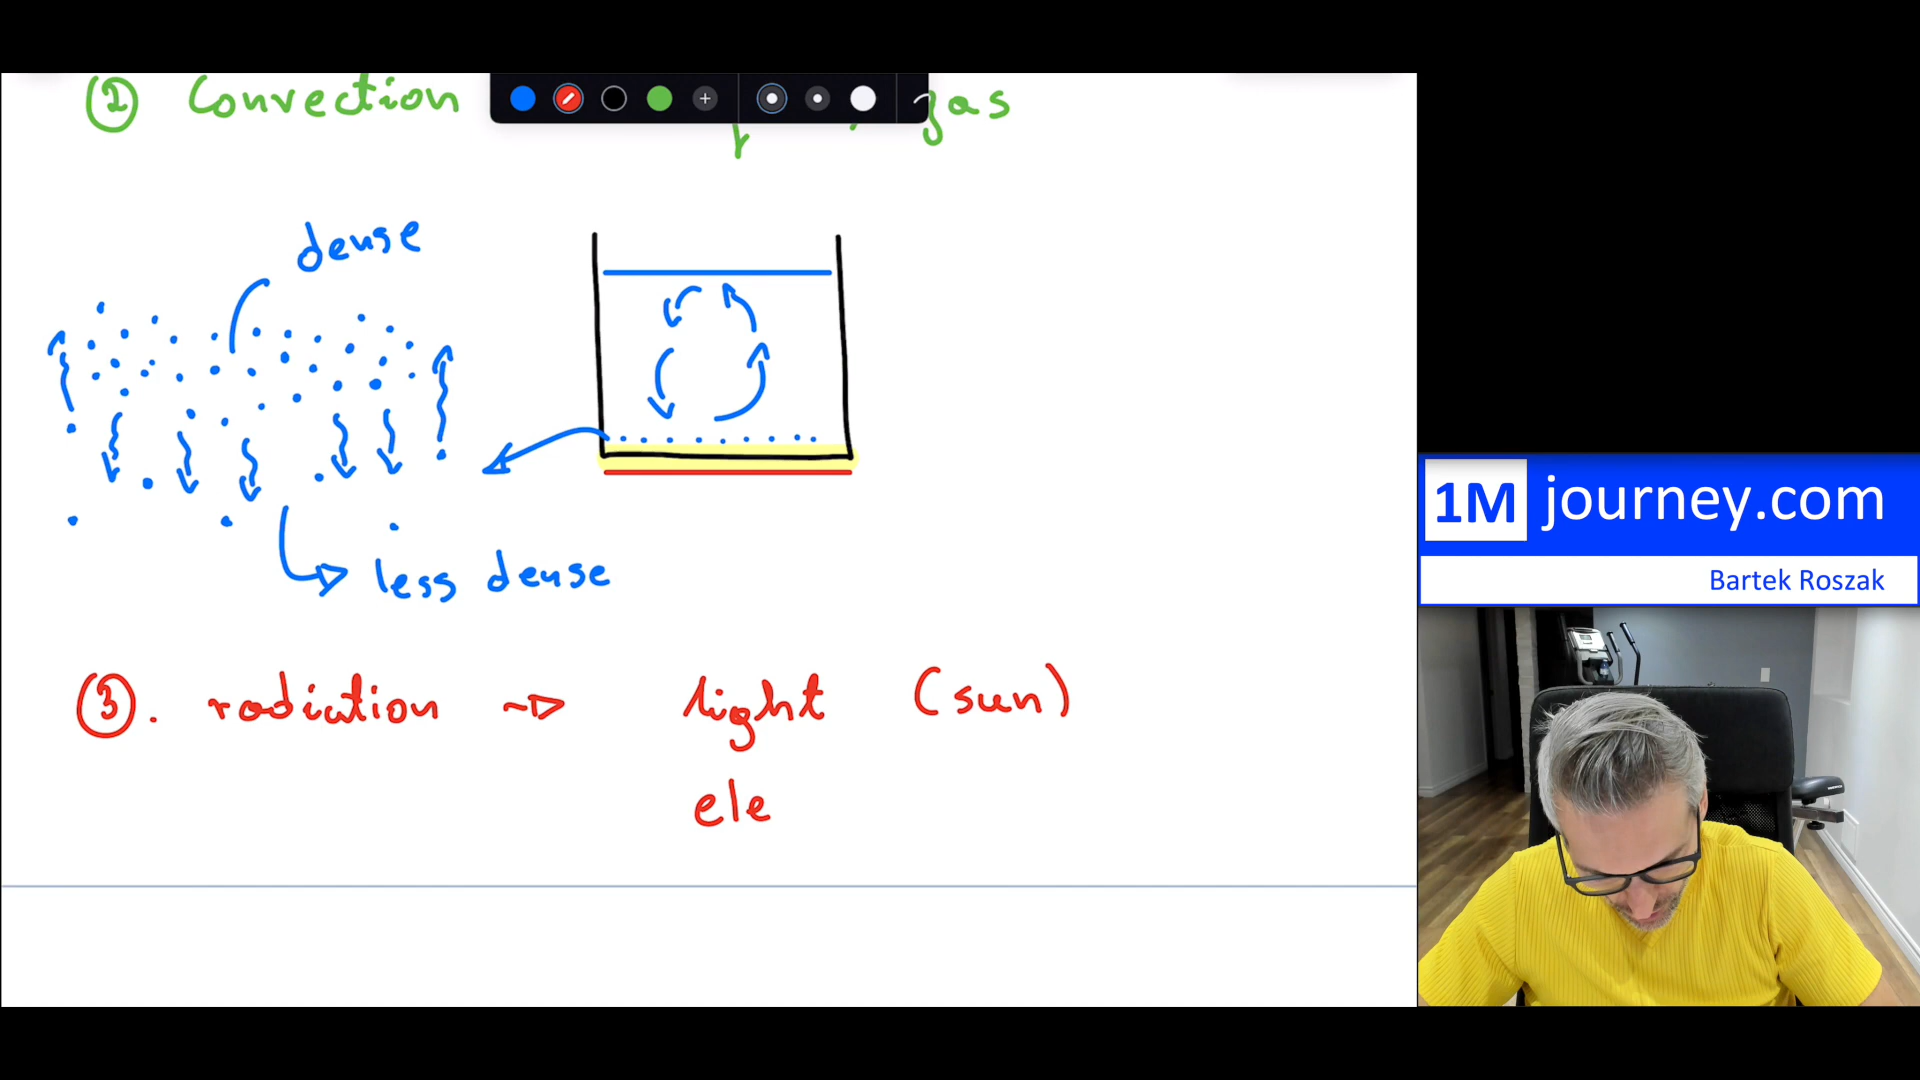 ② Convection gas
dense
less dense
③. radiation → light (sun)
ele
1M journey.com
Bartek Roszak